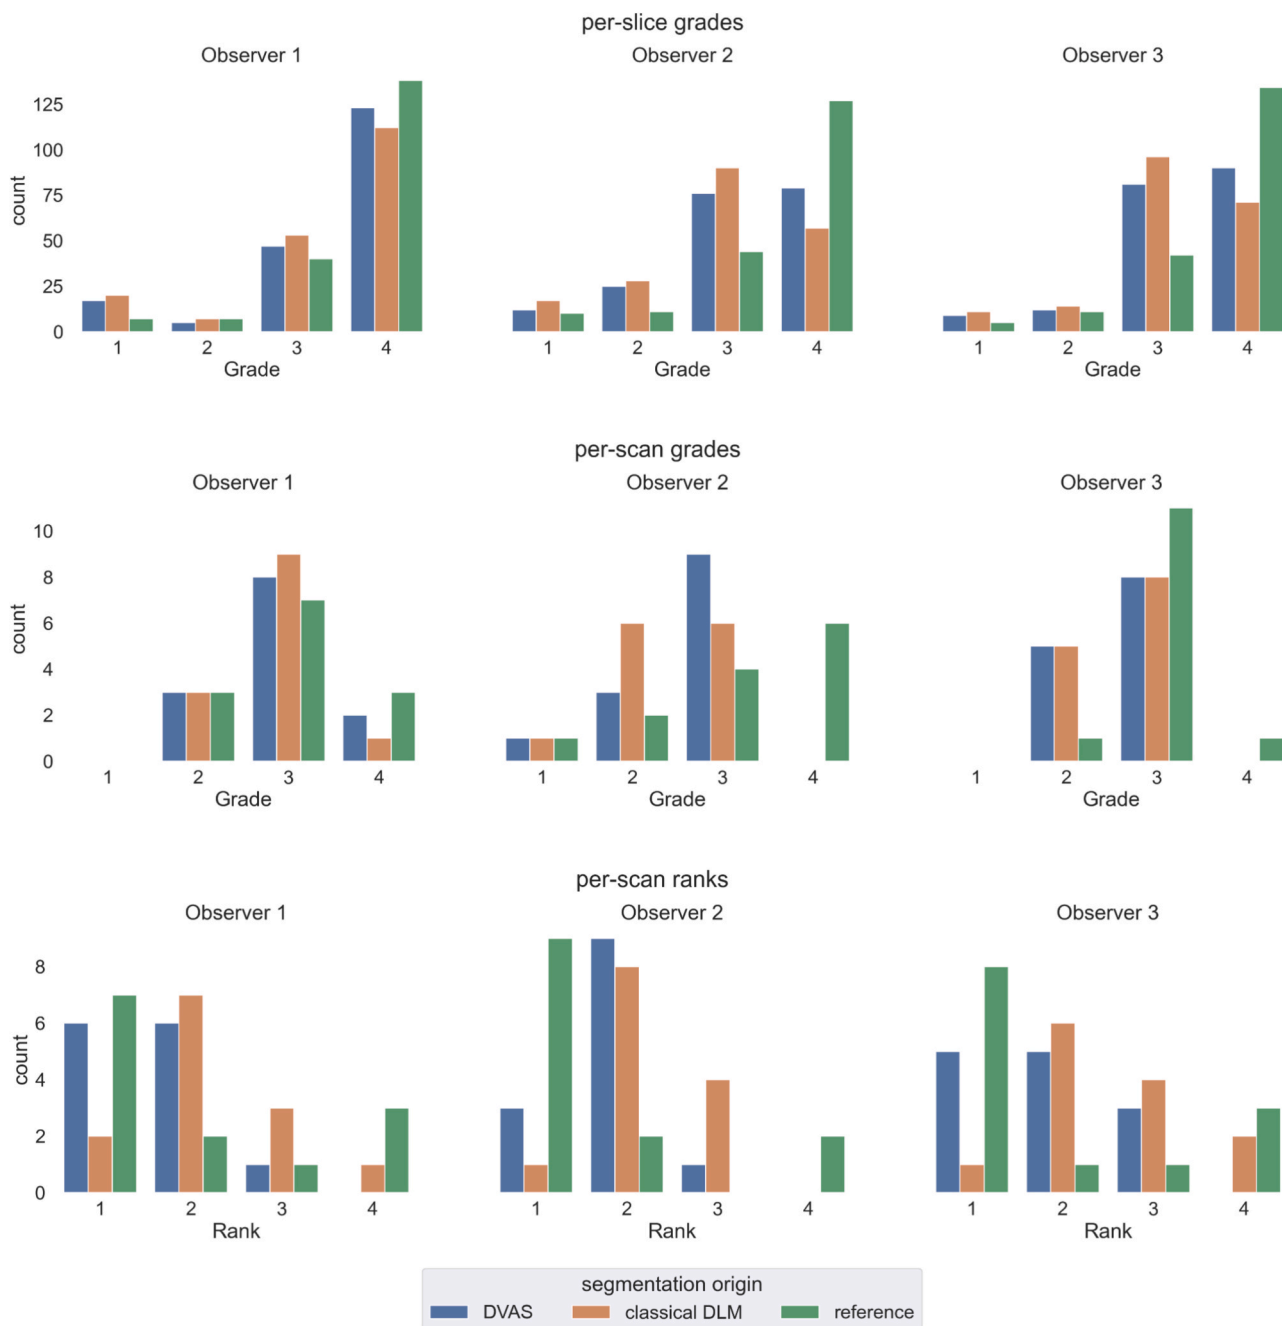 per-slice grades
Observer 1 Observer 2 Observer 3
count
125
100
75
50
25
0
1 2 3 4 1 2 3 4 1 2 3 4
Grade Grade Grade
per-scan grades
Observer 1 Observer 2 Observer 3
count
10
8
6
4
2
0
1 2 3 4 1 2 3 4 1 2 3 4
Grade Grade Grade
per-scan ranks
Observer 1 Observer 2 Observer 3
count
8
6
4
2
0
1 2 3 4 1 2 3 4 1 2 3 4
Rank Rank Rank
segmentation origin
DVAS classical DLM reference